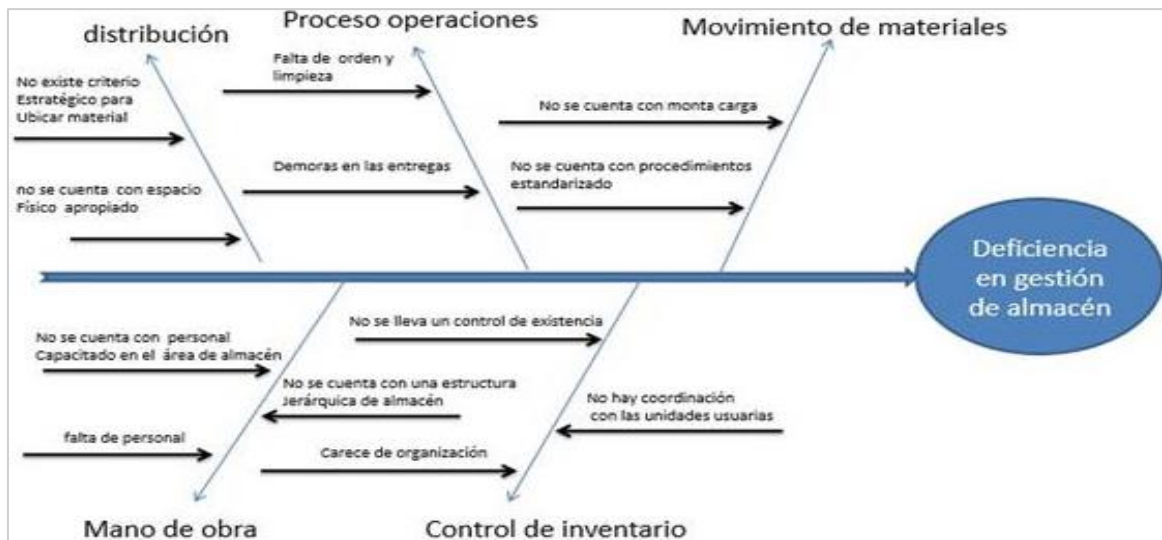 distribución
Proceso operaciones
Movimiento de materiales
No existe criterio
Estratégico para
Ubicar material
Falta de orden y
limpieza
No se cuenta con monta carga
no se cuenta con espacio
Físico apropiado
Demoras en las entregas
No se cuenta con procedimientos
estandarizado
Deficiencia
en gestión
de almacén
No se cuenta con personal
Capacitado en el área de almacén
No se lleva un control de existencia
No se cuenta con una estructura
Jerárquica de almacén
No hay coordinación
con las unidades usuarias
falta de personal
Carece de organización
Mano de obra
Control de inventario